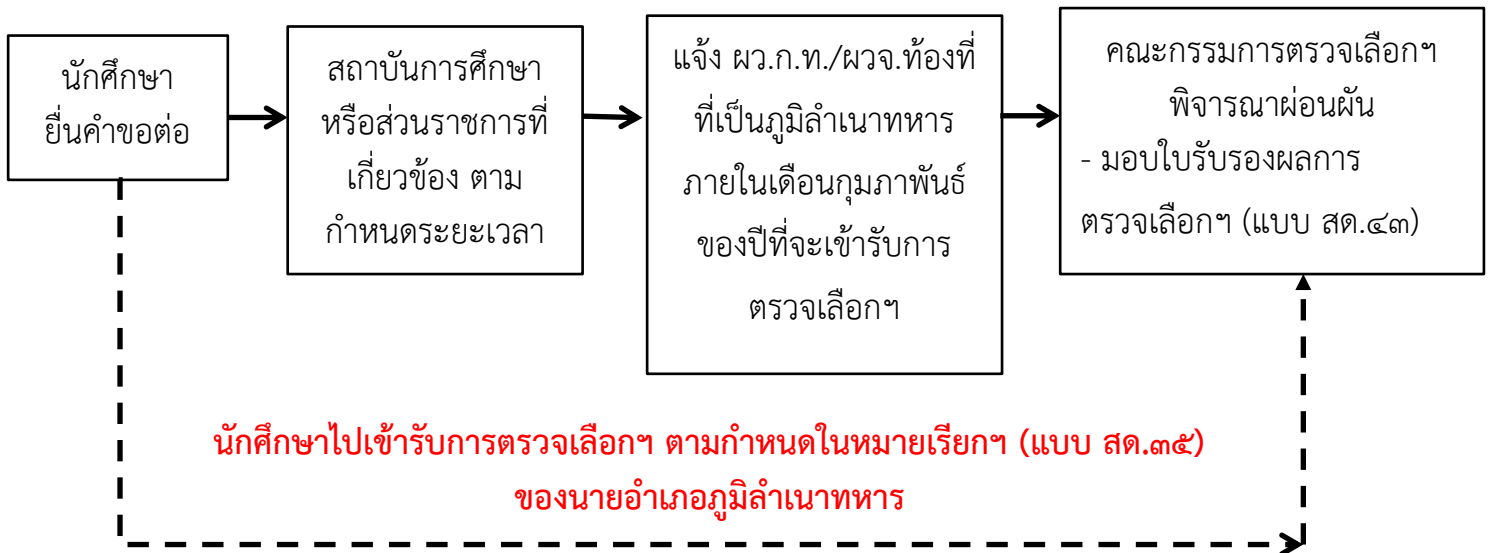 นักศึกษา
ยื่นคำขอต่อ
สถาบันการศึกษา
หรือส่วนราชการที่
เกี่ยวข้อง ตาม
กำหนดระยะเวลา
แจ้ง ผว.ก.ท./ผวจ.ท้องที่
ที่เป็นภูมิลำเนาทหาร
ภายในเดือนกุมภาพันธ์
ของปีที่จะเข้ารับการ
ตรวจเลือกฯ
คณะกรรมการตรวจเลือกฯ
พิจารณาผ่อนผัน
- มอบใบรับรองผลการ
ตรวจเลือกฯ (แบบ สด.๔๓)
นักศึกษาไปเข้ารับการตรวจเลือกฯ ตามกำหนดในหมายเรียกฯ (แบบ สด.๓๕)
ของนายอำเภอภูมิลำเนาทหาร